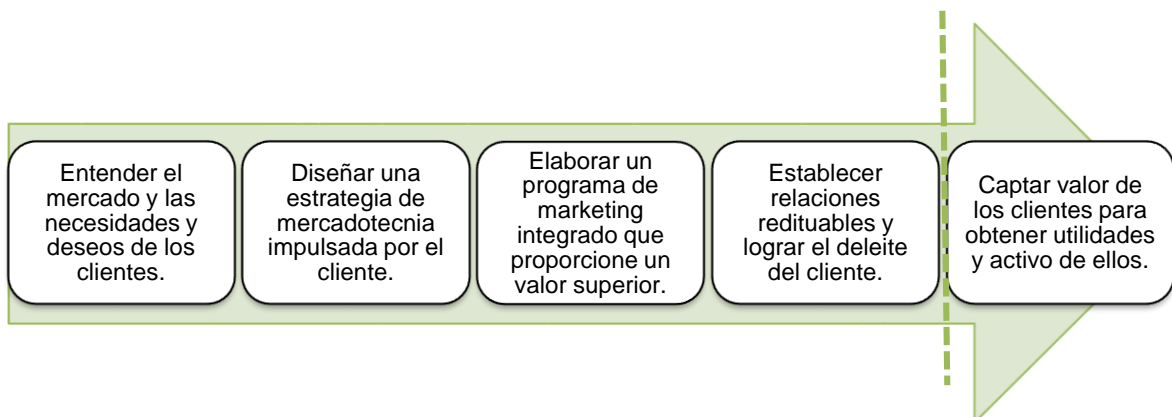 Entender el
mercado y las
necesidades y
deseos de los
clientes.
Diseñar una
estrategia de
mercadotecnia
impulsada por el
cliente.
Elaborar un
programa de
marketing
integrado que
proporcione un
valor superior.
Establecer
relaciones
redituables y
lograr el deleite
del cliente.
Captar valor de
los clientes para
obtener utilidades
y activo de ellos.